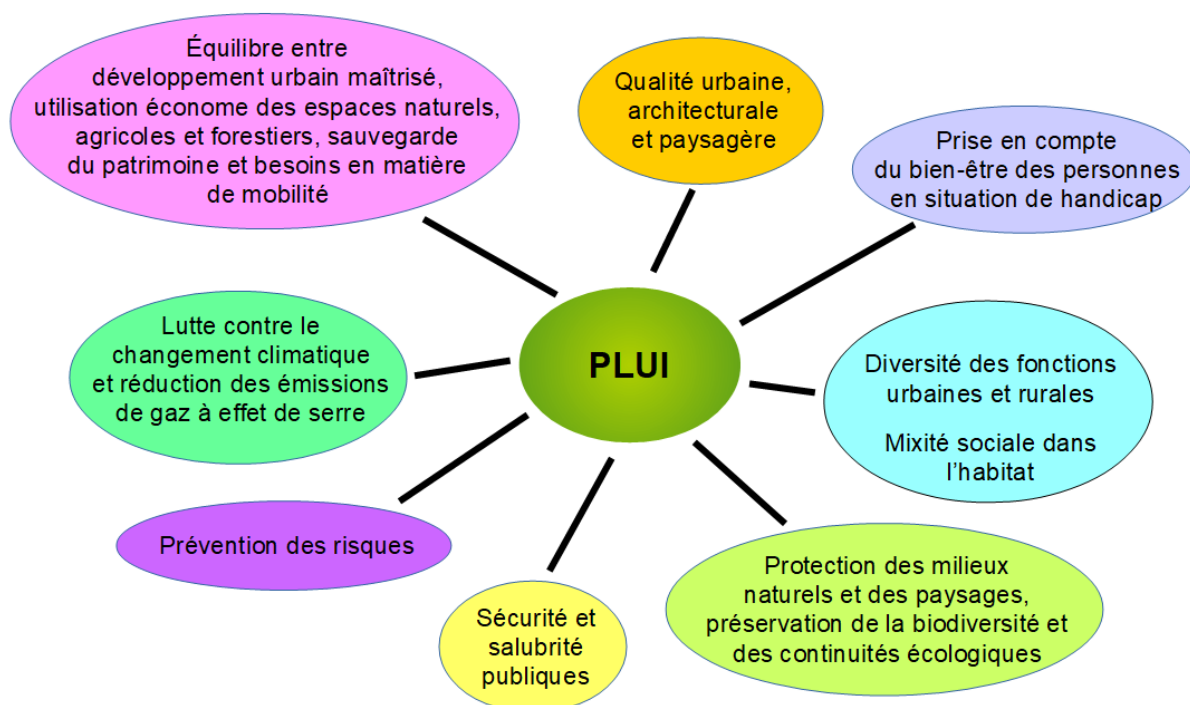 Équilibre entre
développement urbain maîtrisé,
utilisation économe des espaces naturels,
agricoles et forestiers, sauvegarde
du patrimoine et besoins en matière
de mobilité
Qualité urbaine,
architecturale
et paysagère
Prise en compte
du bien-être des personnes
en situation de handicap
Lutte contre le
changement climatique
et réduction des émissions
de gaz à effet de serre
PLUI
Diversité des fonctions
urbaines et rurales
Mixité sociale dans
l'habitat
Prévention des risques
Sécurité et
salubrité
publiques
Protection des milieux
naturels et des paysages,
préservation de la biodiversité et
des continuités écologiques